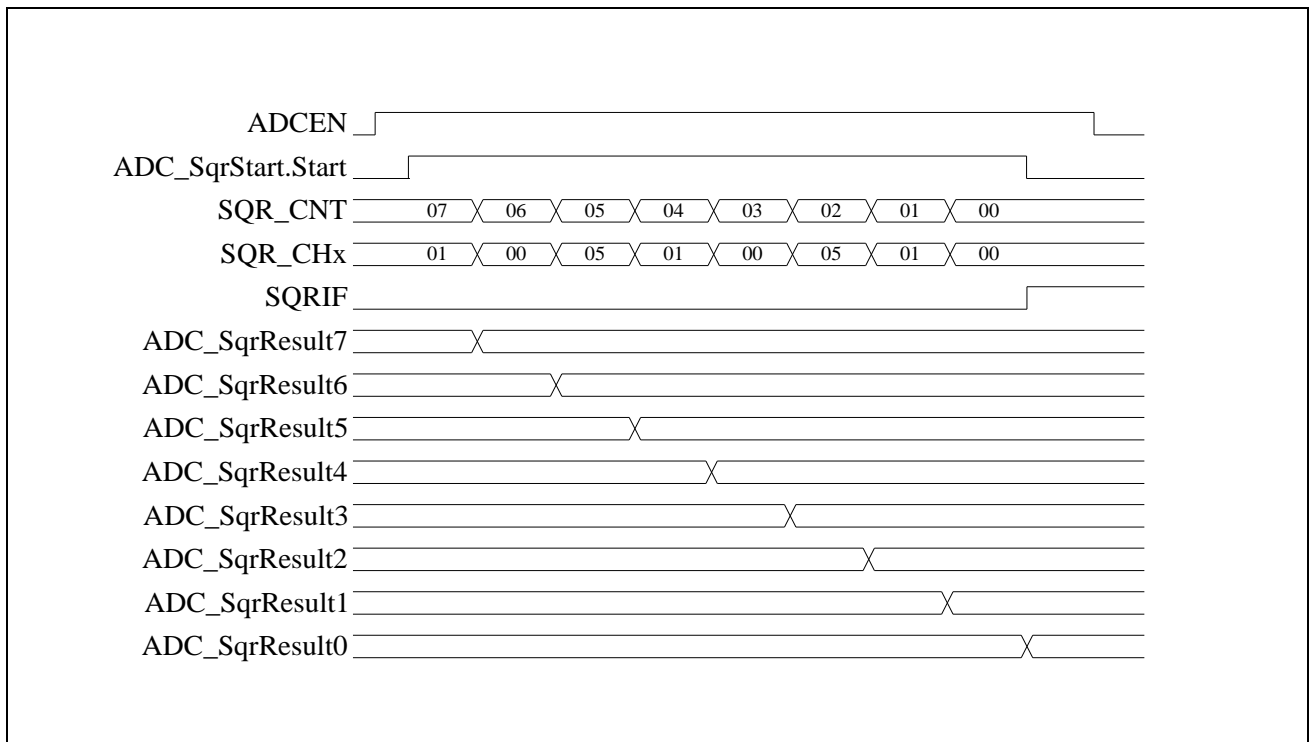 ADCEN
ADC_SqrStart.Start
SQR_CNT 07 06 05 04 03 02 01 00
SQR_CHx 01 00 05 01 00 05 01 00
SQRIF
ADC_SqrResult7
ADC_SqrResult6
ADC_SqrResult5
ADC_SqrResult4
ADC_SqrResult3
ADC_SqrResult2
ADC_SqrResult1
ADC_SqrResult0